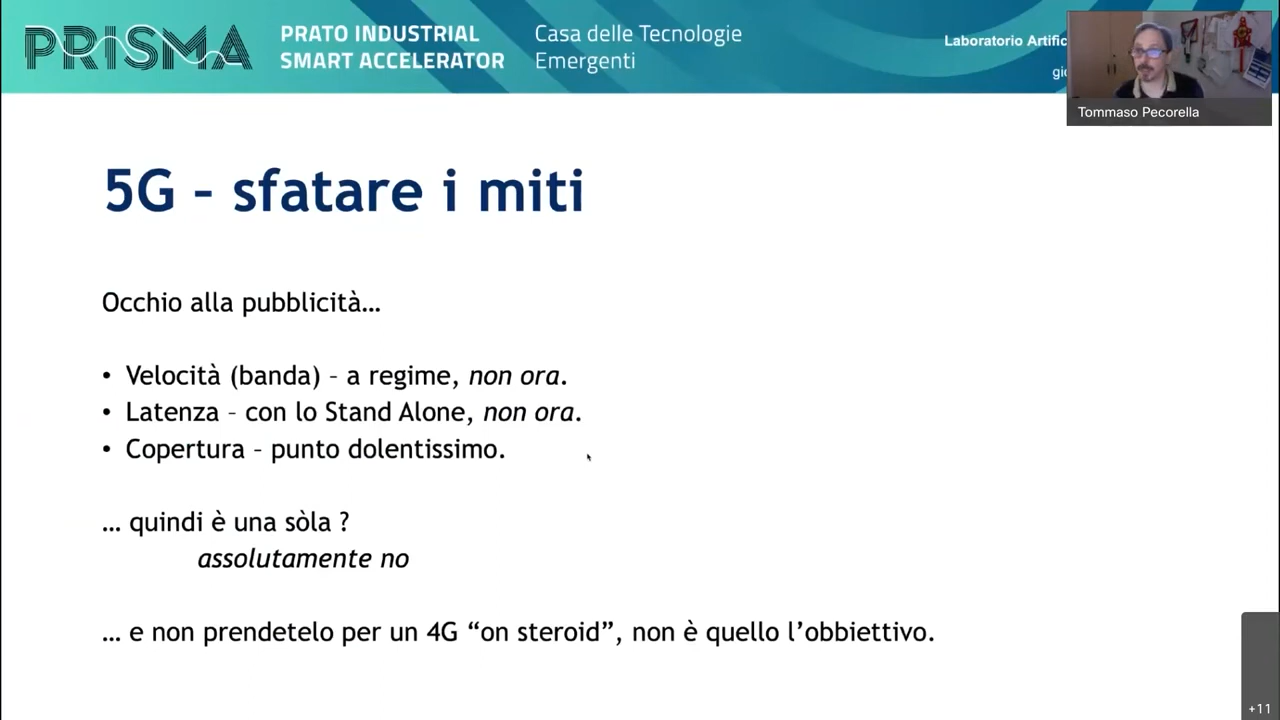 PRISMA
PRATO INDUSTRIAL
SMART ACCELERATOR
Casa delle Tecnologie
Emergenti
Laboratorio
Tommaso Pecorella
5G – sfatare i miti
Occhio alla pubblicità…
• Velocità (banda) – a regime, non ora.
• Latenza – con lo Stand Alone, non ora.
• Copertura – punto dolentissimo.
… quindi è una sòla ?
assolutamente no
… e non prendetelo per un 4G “on steroid”, non è quello l’obbiettivo.
+11